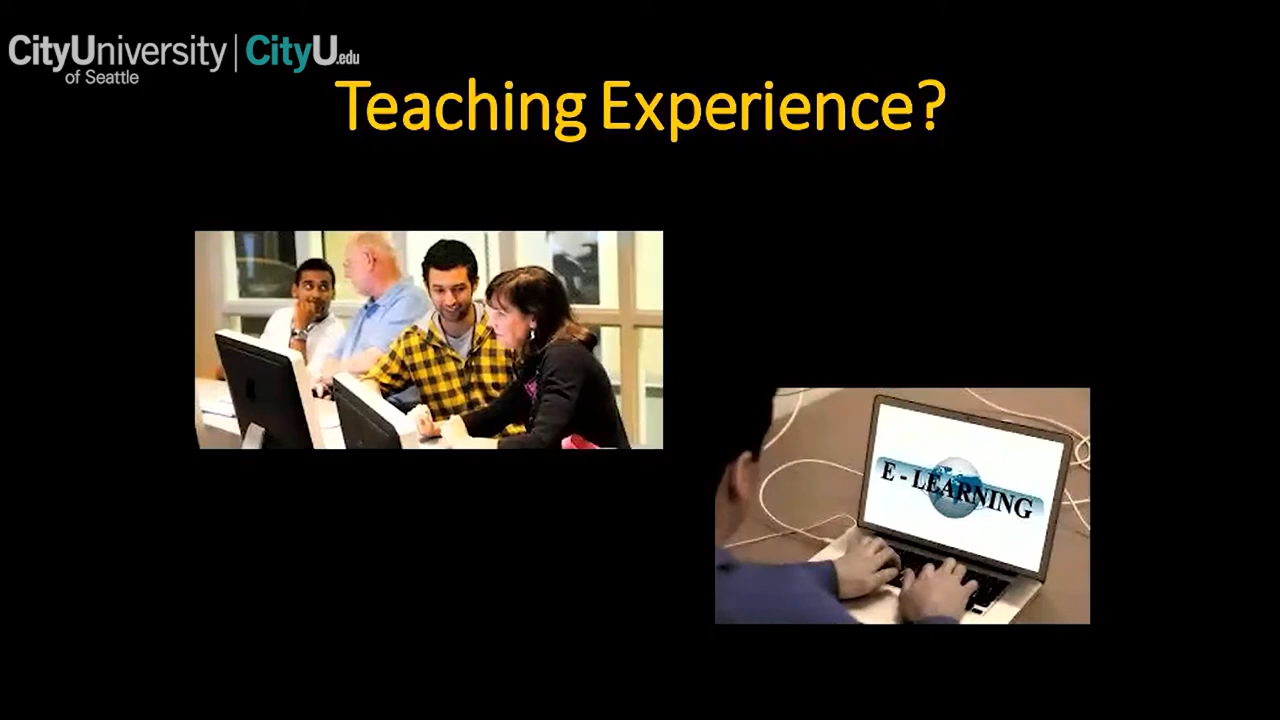 CityUniversity | CityU.edu
of Seattle
Teaching Experience?
E - LEARNING